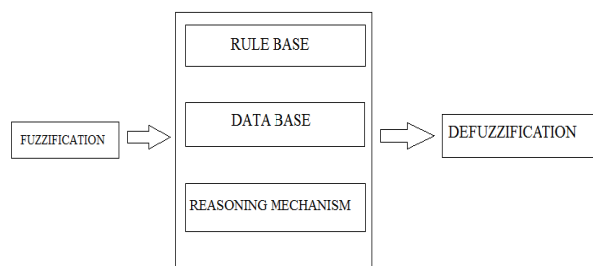 RULE BASE
DATA BASE
FUZZIFICATION
DEFUZZIFICATION
REASONING MECHANISM